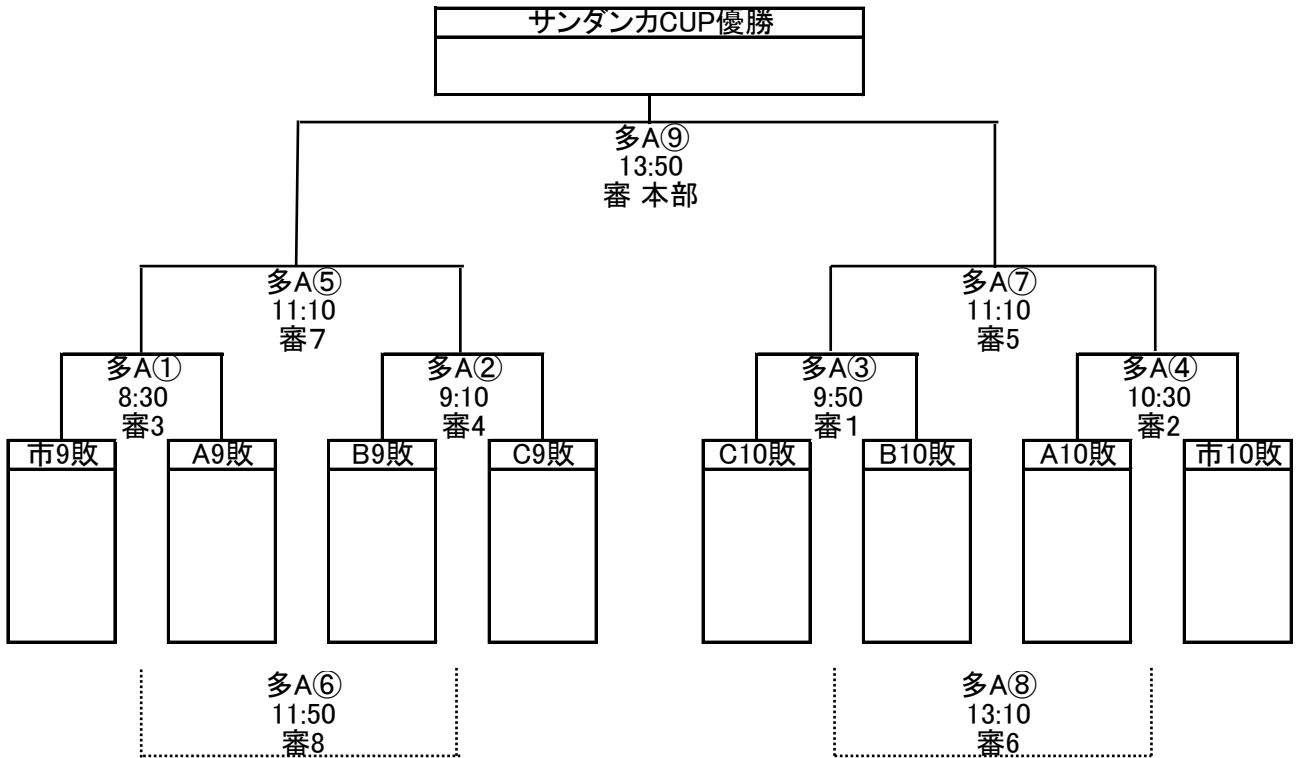 サンダンカCUP優勝
多A⑨
13:50
審 本部
多A⑤
11:10
審7
多A⑦
11:10
審5
多A①
8:30
審3
多A②
9:10
審4
多A③
9:50
審1
多A④
10:30
審2
市9敗
A9敗
B9敗
C9敗
C10敗
B10敗
A10敗
市10敗
多A⑥
11:50
審8
多A⑧
13:10
審6